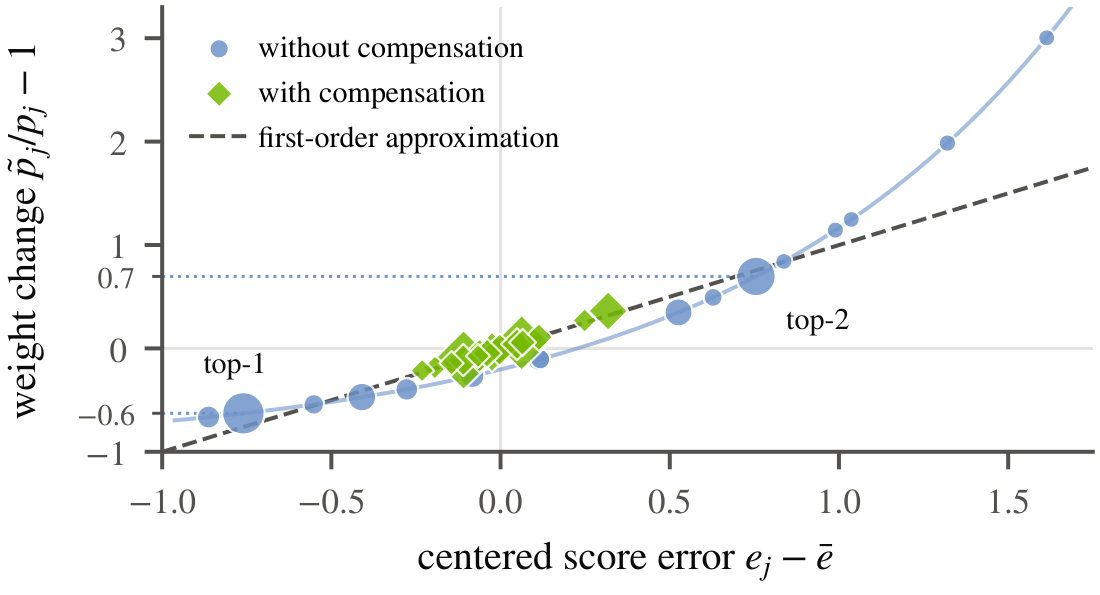 weight change p̃ⱼ/pⱼ − 1
3
2
1
0.7
0
−0.6
−1
without compensation
with compensation
first-order approximation
top-1
top-2
−1.0 −0.5 0.0 0.5 1.0 1.5
centered score error eⱼ − ē